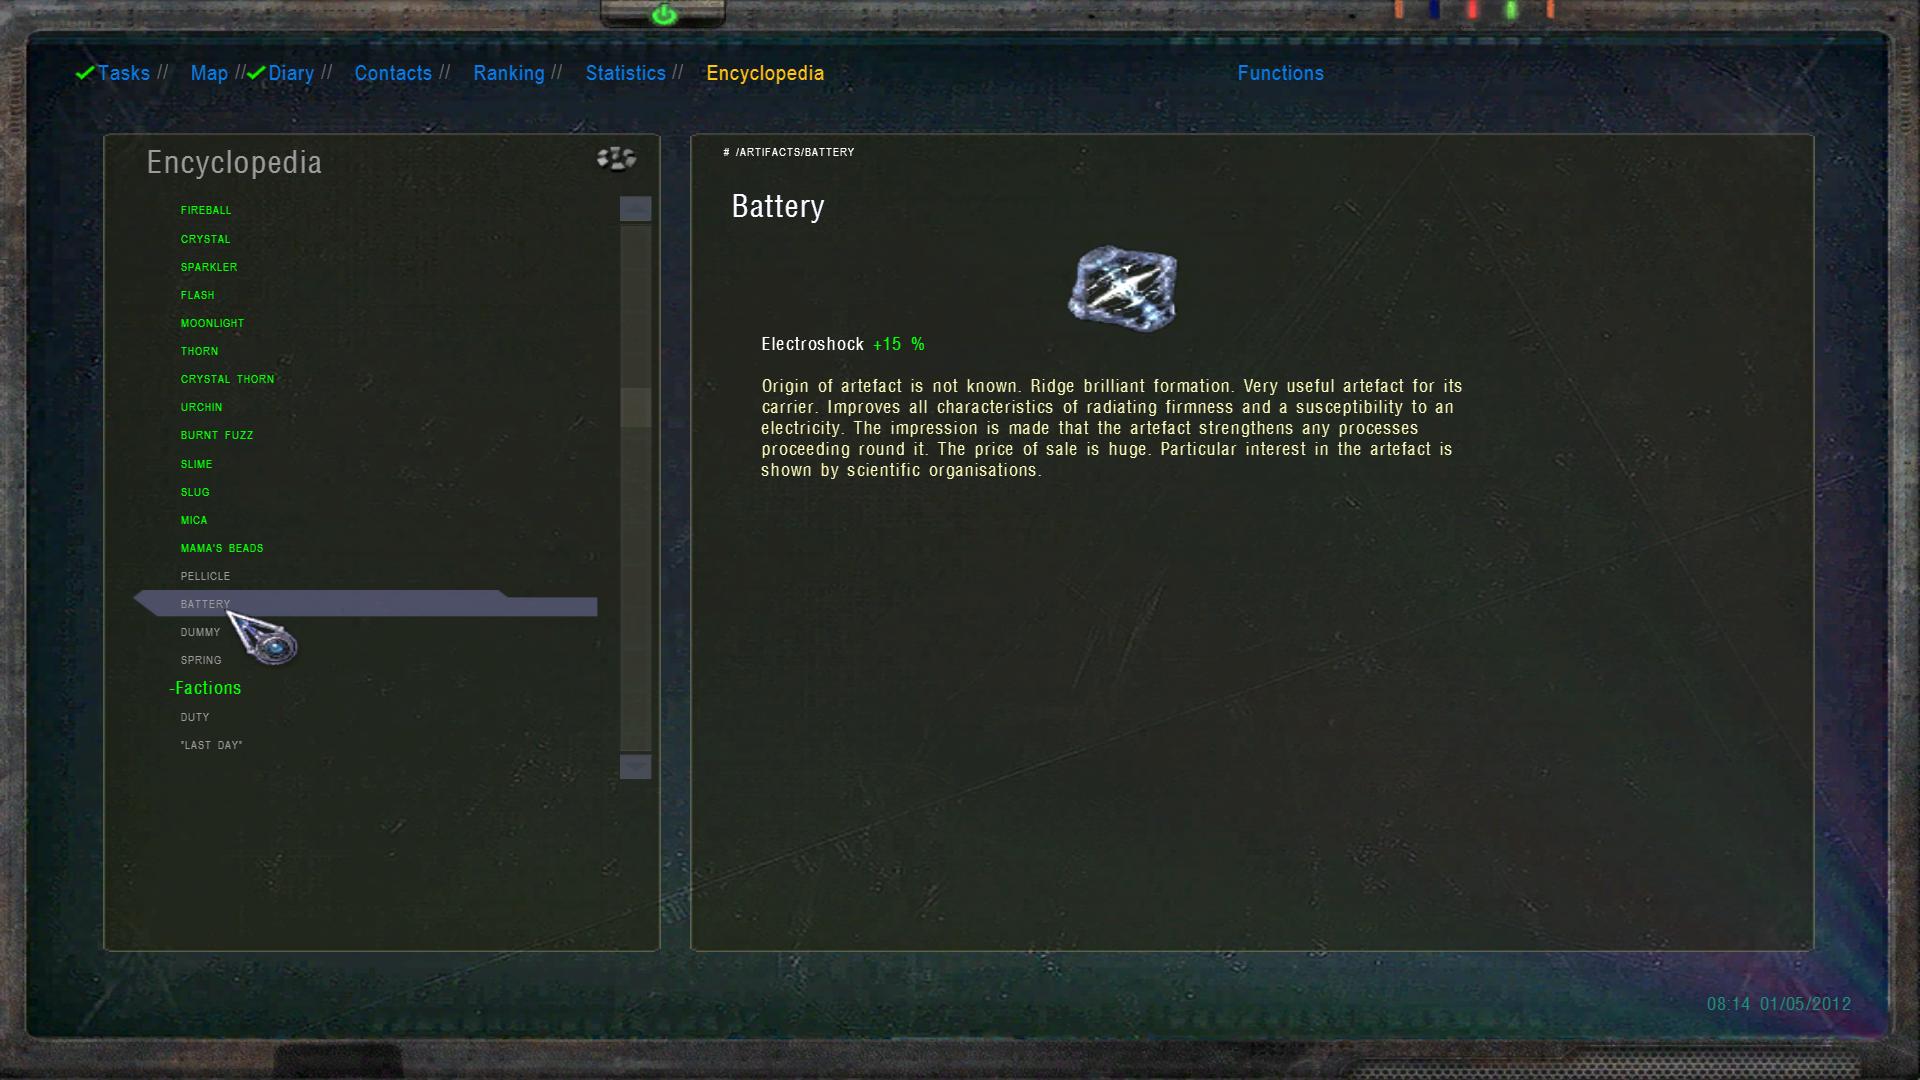 Tasks // Map // Diary // Contacts // Ranking // Statistics // Encyclopedia Functions
Encyclopedia
FIREBALL
CRYSTAL
SPARKLER
FLASH
MOONLIGHT
THORN
CRYSTAL THORN
URCHIN
BURNT FUZZ
SLIME
SLUG
MICA
MAMA'S BEADS
PELLICLE
BATTERY
DUMMY
SPRING
-Factions
DUTY
"LAST DAY"
# /ARTIFACTS/BATTERY
Battery
Electroshock +15 %
Origin of artefact is not known. Ridge brilliant formation. Very useful artefact for its
carrier. Improves all characteristics of radiating firmness and a susceptibility to an
electricity. The impression is made that the artefact strengthens any processes
proceeding round it. The price of sale is huge. Particular interest in the artefact is
shown by scientific organisations.
08:14 01/05/2012